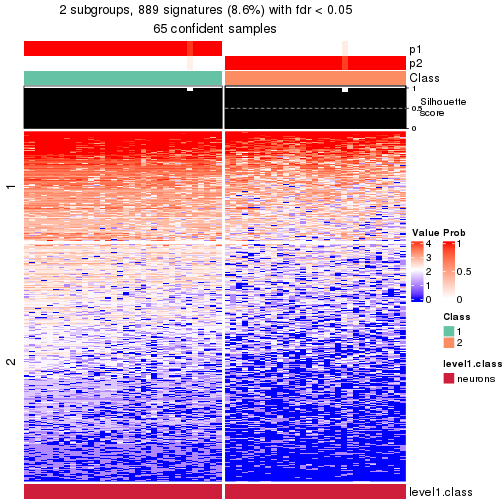 2 subgroups, 889 signatures (8.6%) with fdr < 0.05
65 confident samples
p1
p2
Class
1
0.5
0
Silhouette
score
1
2
Value
4
3
2
1
0
Prob
1
0.5
0
Class
1
2
level1.class
neurons
level1.class